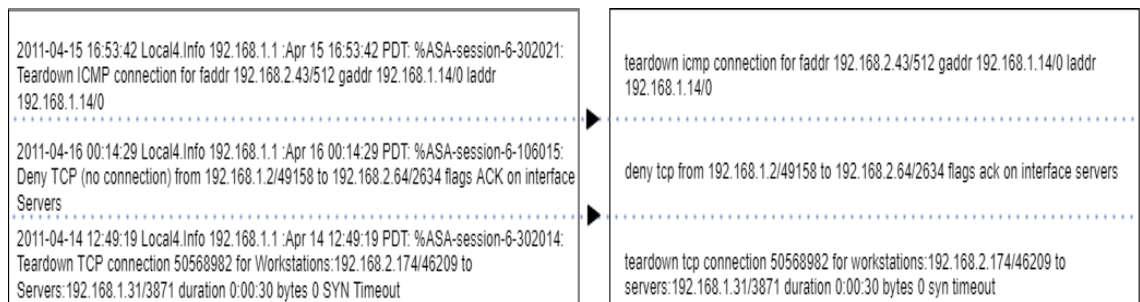 2011-04-15 16:53:42 Local4.Info 192.168.1.1 :Apr 15 16:53:42 PDT: %ASA-session-6-302021:
Teardown ICMP connection for faddr 192.168.2.43/512 gaddr 192.168.1.14/0 laddr
192.168.1.14/0
2011-04-16 00:14:29 Local4.Info 192.168.1.1 :Apr 16 00:14:29 PDT: %ASA-session-6-106015:
Deny TCP (no connection) from 192.168.1.2/49158 to 192.168.2.64/2634 flags ACK on interface
Servers
2011-04-14 12:49:19 Local4.Info 192.168.1.1 :Apr 14 12:49:19 PDT: %ASA-session-6-302014:
Teardown TCP connection 50568982 for Workstations:192.168.2.174/46209 to
Servers:192.168.1.31/3871 duration 0:00:30 bytes 0 SYN Timeout
teardown icmp connection for faddr 192.168.2.43/512 gaddr 192.168.1.14/0 laddr
192.168.1.14/0
deny tcp from 192.168.1.2/49158 to 192.168.2.64/2634 flags ack on interface servers
teardown tcp connection 50568982 for workstations:192.168.2.174/46209 to
servers:192.168.1.31/3871 duration 0:00:30 bytes 0 syn timeout